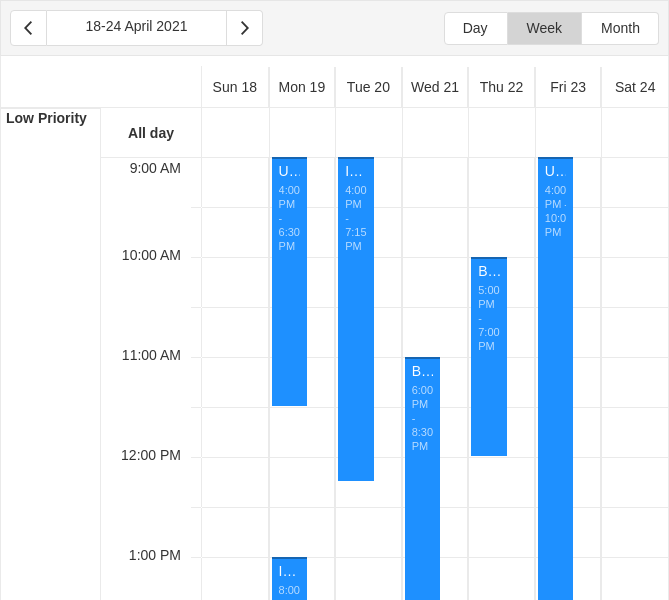 18-24 April 2021
Day Week Month
Sun 18 Mon 19 Tue 20 Wed 21 Thu 22 Fri 23 Sat 24
Low Priority
All day
9:00 AM
U...
4:00
PM
-
6:30
PM
I...
4:00
PM
-
7:15
PM
U...
4:00
PM -
10:0
PM
10:00 AM
B...
5:00
PM
-
7:00
PM
11:00 AM
B...
6:00
PM
-
8:30
PM
12:00 PM
1:00 PM
I...
8:00